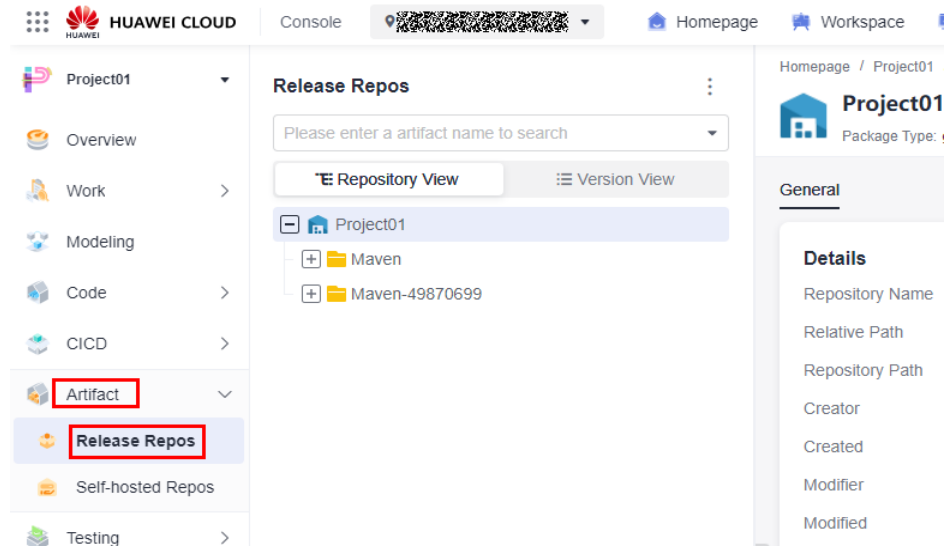 HUAWEI
HUAWEI CLOUD
Console
Homepage
Workspace
Project01
Overview
Work
Modeling
Code
CICD
Artifact
Release Repos
Self-hosted Repos
Testing
Release Repos
Please enter a artifact name to search
Repository View
Version View
Project01
Maven
Maven-49870699
Homepage / Project01
Project01
Package Type:
General
Details
Repository Name
Relative Path
Repository Path
Creator
Created
Modifier
Modified